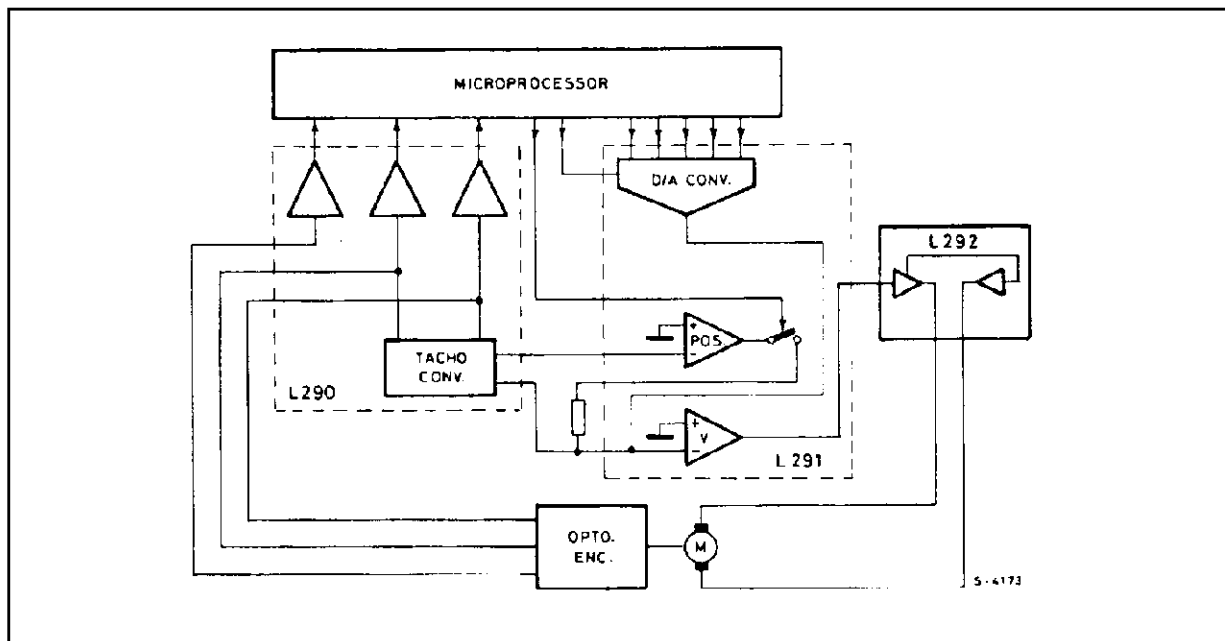 MICROPROCESSOR
D/A CONV.
L292
+
POS.
-
TACHO
CONV.
L290
+
V
-
L291
OPTO.
ENC.
M
S-4173